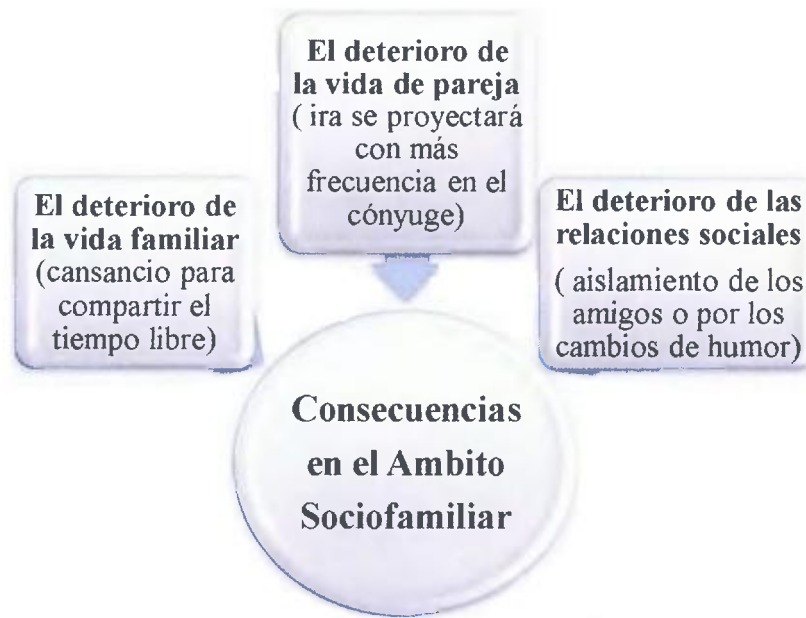 El deterioro de
la vida de pareja
( ira se proyectará
con más
frecuencia en el
cónyuge)
El deterioro de
la vida familiar
(cansancio para
compartir el
tiempo libre)
El deterioro de las
relaciones sociales
( aislamiento de los
amigos o por los
cambios de humor)
Consecuencias
en el Ambito
Sociofamiliar